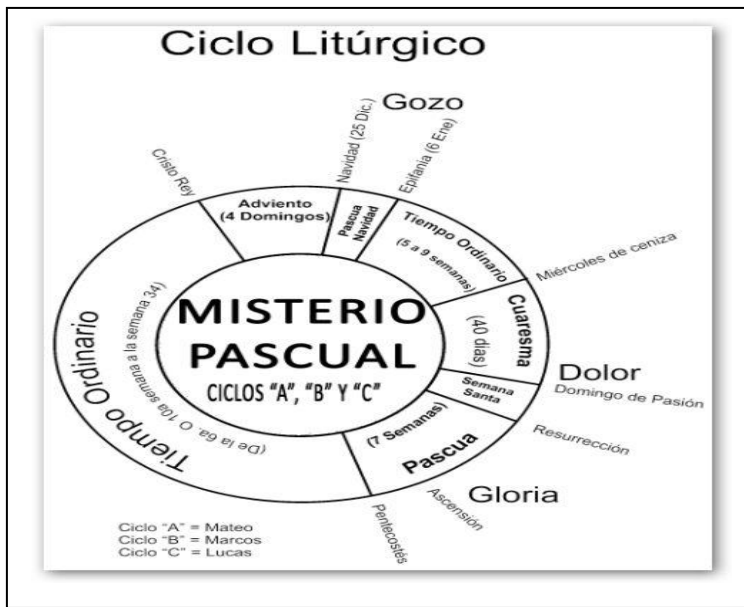 Ciclo Litúrgico
Gozo
Cristo Rey
Navidad (25 Dic.)
Epifania (6 Ene)
Adviento
(4 Domingos)
Pascua
Navidad
Tiempo Ordinario
(5 a 9 semanas)
Miércoles de ceniza
Cuaresma
(40 dias)
Dolor
Domingo de Pasión
Semana
Santa
Resurrección
(7 Semanas)
Pascua
Gloria
Ascensión
Pentecostés
Tiempo Ordinario
(De la 6a. O 10a semana a la semana 34)
MISTERIO
PASCUAL
CICLOS “A”, “B” Y “C”
Ciclo “A” = Mateo
Ciclo “B” = Marcos
Ciclo “C” = Lucas